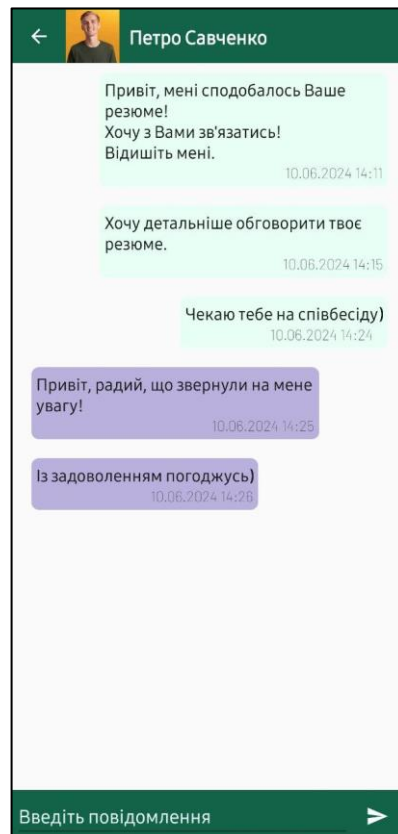 Петро Савченко
Привіт, мені сподобалось Ваше
резюме!
Хочу з Вами зв'язатись!
Відишіть мені.
10.06.2024 14:11
Хочу детальніше обговорити твоє
резюме.
10.06.2024 14:15
Чекаю тебе на співбесіду)
10.06.2024 14:24
Привіт, радий, що звернули на мене
увагу!
10.06.2024 14:25
Із задоволенням погоджусь)
10.06.2024 14:26
Введіть повідомлення